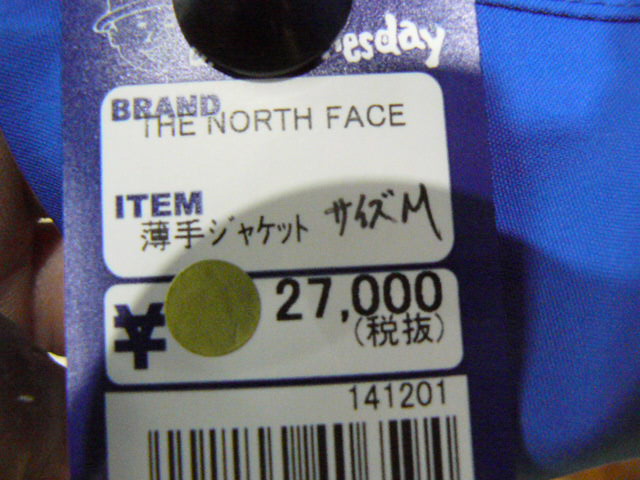 esday
BRAND
THE NORTH FACE
ITEM
薄手ジャケット サイズM
¥ 27,000
(税抜)
141201